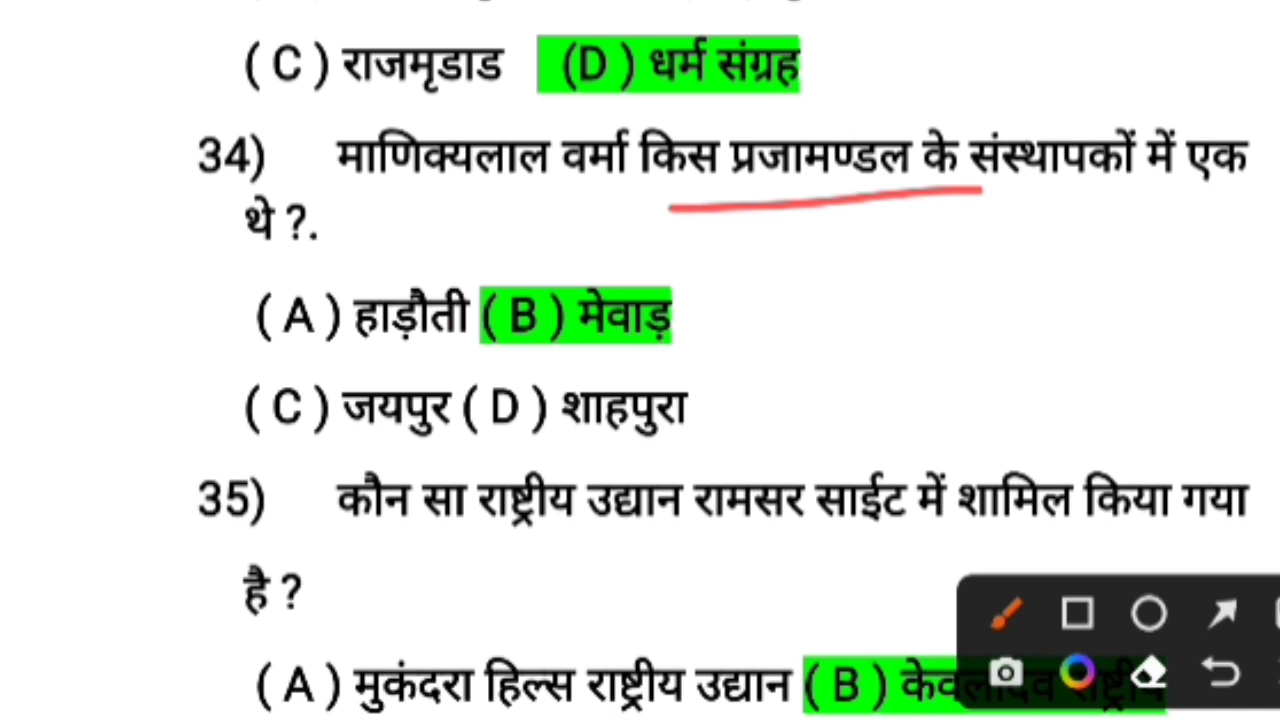 ( C ) राजमृडाड (D ) धर्म संग्रह
34) माणिक्यलाल वर्मा किस प्रजामण्डल के संस्थापकों में एक
थे ?.
( A ) हाड़ौती ( B ) मेवाड़
( C ) जयपुर ( D ) शाहपुरा
35) कौन सा राष्ट्रीय उद्यान रामसर साईट में शामिल किया गया
है ?
( A ) मुकंदरा हिल्स राष्ट्रीय उद्यान ( B ) केवलादेव राष्ट्रीय